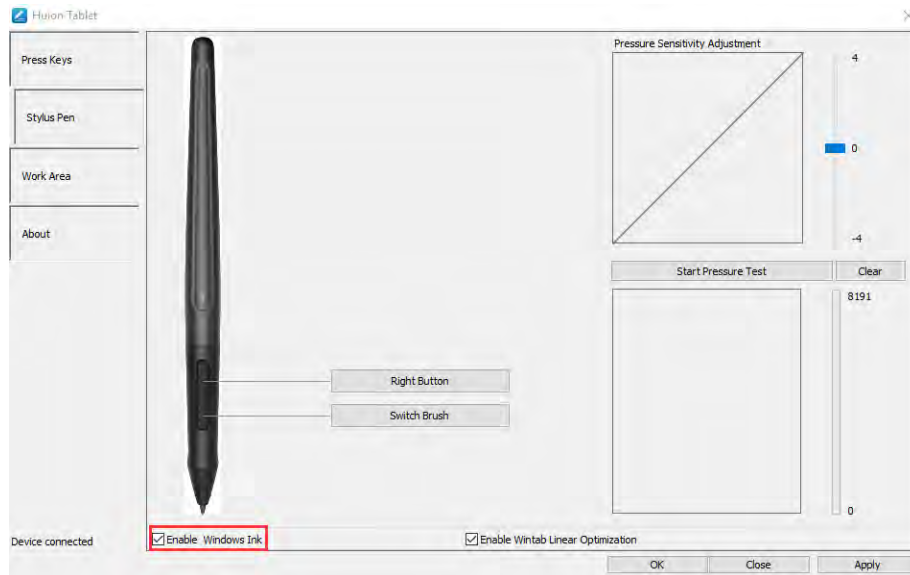 Huion Tablet
Press Keys
Stylus Pen
Work Area
About
Device connected
Right Button
Switch Brush
Enable Windows Ink
Enable Wintab Linear Optimization
Pressure Sensitivity Adjustment
4
0
-4
Start Pressure Test
Clear
8191
0
OK
Close
Apply